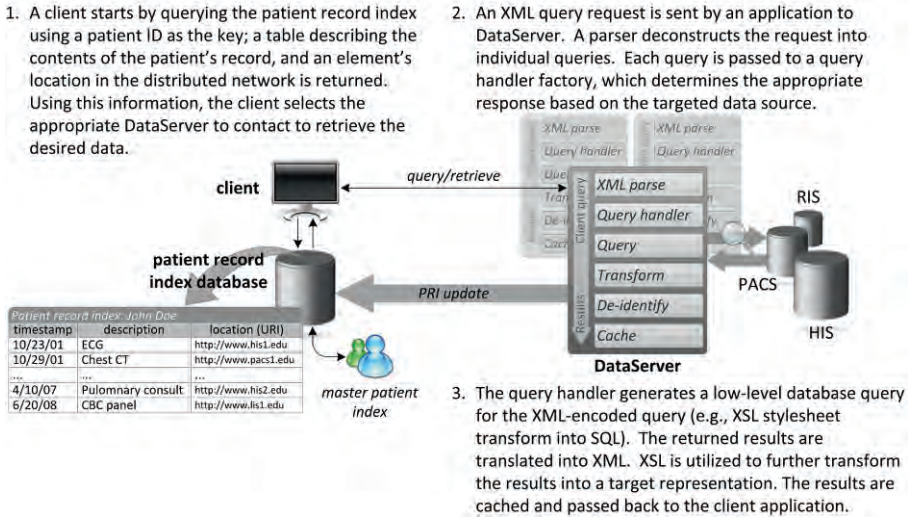 1. A client starts by querying the patient record index
using a patient ID as the key; a table describing the
contents of the patient's record, and an element's
location in the distributed network is returned.
Using this information, the client selects the
appropriate DataServer to contact to retrieve the
desired data.
2. An XML query request is sent by an application to
DataServer. A parser deconstructs the request into
individual queries. Each query is passed to a query
handler factory, which determines the appropriate
response based on the targeted data source.
XML parse
Query handler
XML parse
Query handler
client
query/retrieve
Client query
Results
XML parse
Query handler
Query
Transform
De-identify
Cache
DataServer
RIS
PACS
HIS
patient record
index database
PRI update
Patient record index: John Doe
timestamp description location (URI)
10/23/01 ECG http://www.his1.edu
10/29/01 Chest CT http://www.pacs1.edu
... ... ...
4/10/07 Pulomnary consult http://www.his2.edu
6/20/08 CBC panel http://www.lis1.edu
master patient
index
3. The query handler generates a low-level database query
for the XML-encoded query (e.g., XSL stylesheet
transform into SQL). The returned results are
translated into XML. XSL is utilized to further transform
the results into a target representation. The results are
cached and passed back to the client application.